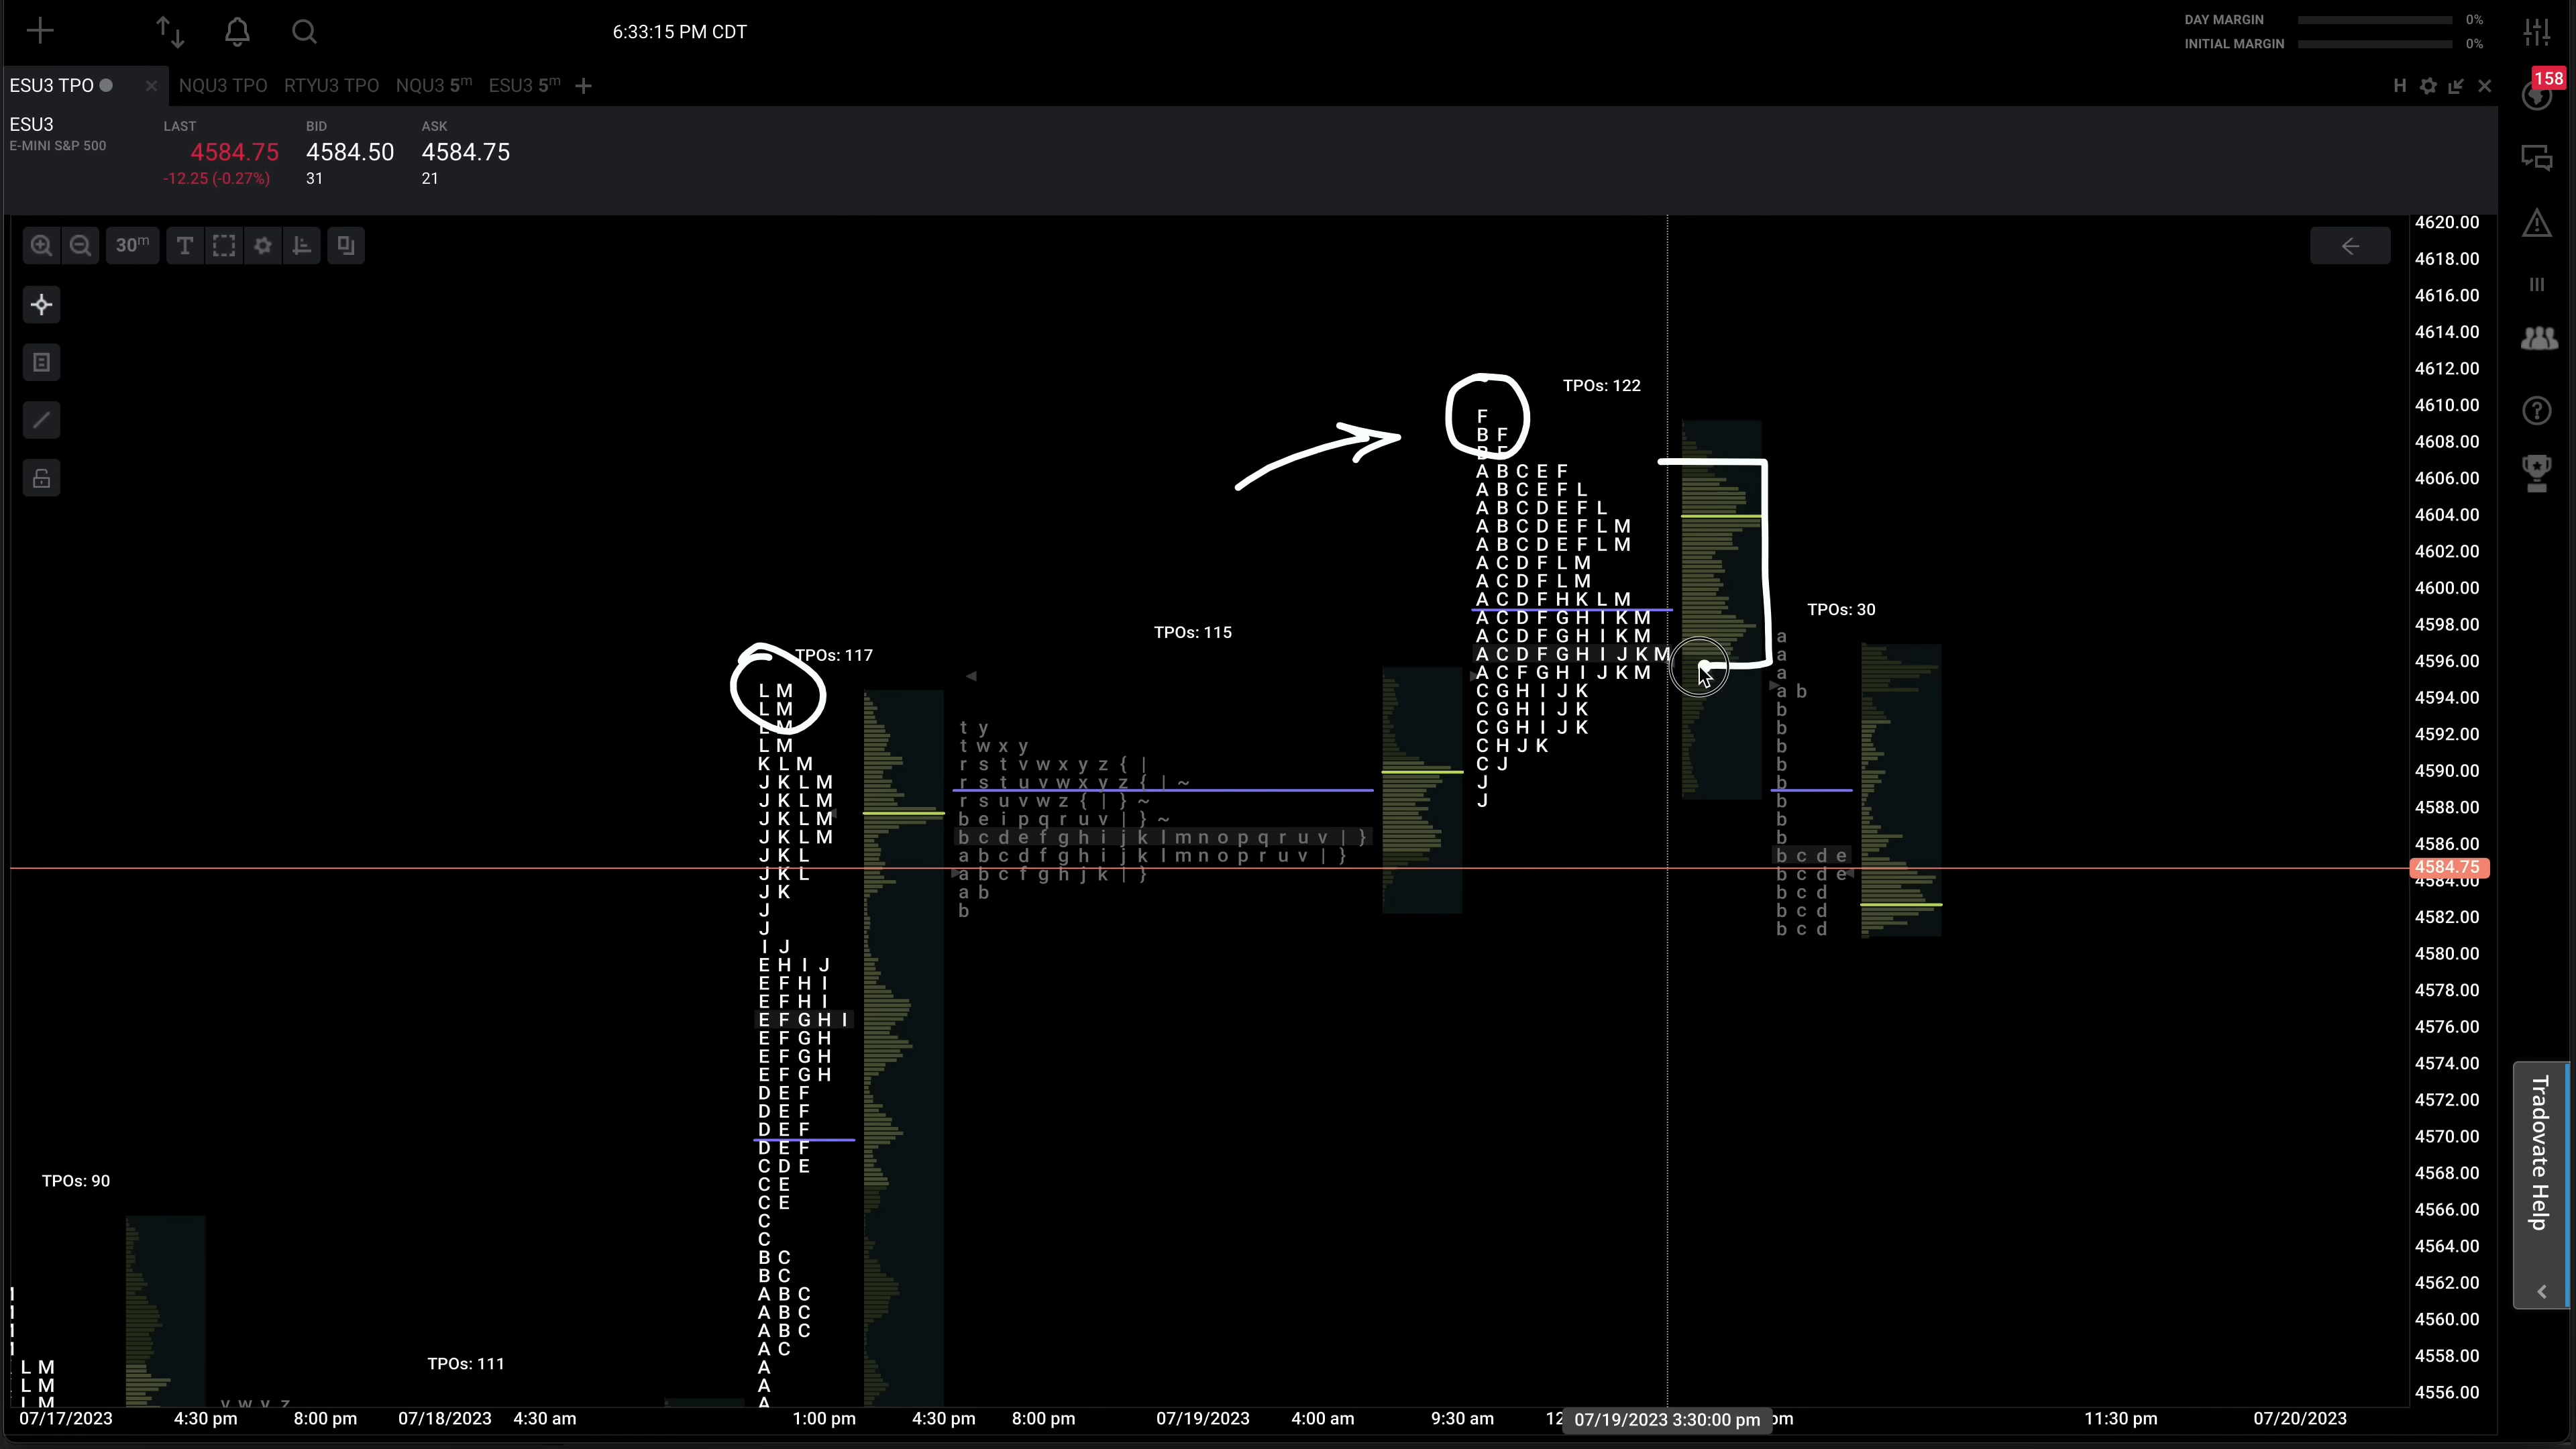 6:33:15 PM CDT
DAY MARGIN 0%
INITIAL MARGIN 0%
ESU3 TPO NQU3 TPO RTYU3 TPO NQU3 5m ESU3 5m
H
158
ESU3 LAST BID ASK
E-MINI S&P 500 4584.75 4584.50 4584.75
-12.25 (-0.27%) 31 21
30m T
4620.00
4618.00
4616.00
4614.00
4612.00
4610.00
4608.00
4606.00
4604.00
4602.00
4600.00
4598.00
4596.00
4594.00
4592.00
4590.00
4588.00
4586.00
4584.75
4584.00
4582.00
4580.00
4578.00
4576.00
4574.00
4572.00
4570.00
4568.00
4566.00
4564.00
4562.00
4560.00
4558.00
4556.00
TPOs: 90
L M
L M
L M
TPOs: 111
v w y z
TPOs: 117
L M
L M
L M
L M
K L M
J K L M
J K L M
J K L M
J K L M
J K L
J K L
J K
J
J
I J
E H I J
E F H I
E F H I
E F G H I
E F G H
E F G H
E F G H
D E F
D E F
D E F
D E F
C D E
C E
C E
C
C
B C
B C
A B C
A B C
A B C
A C
A
A
A
TPOs: 115
t y
t w x y
r s t v w x y z { |
r s t u v w x y z { | ~
r s u v w z { | } ~
b e i p q r u v | } ~
b c d e f g h i j k l m n o p q r u v | }
a b c d f g h i j k l m n o p r u v | }
a b c f g h j k | }
a b
b
TPOs: 122
F
B F
B F
A B C E F
A B C E F L
A B C D E F L
A B C D E F L M
A B C D E F L M
A C D F L M
A C D F L M
A C D F H K L M
A C D F G H I K M
A C D F G H I K M
A C D F G H I J K M
A C F G H I J K M
C G H I J K
C G H I J K
C G H I J K
C H J K
C J
J
J
TPOs: 30
a
a
a
a b
b
b
b
b
b
b
b
b
b c d e
b c d e
b c d
b c d
b c d
Tradovate Help
07/17/2023 4:30 pm 8:00 pm 07/18/2023 4:30 am 1:00 pm 4:30 pm 8:00 pm 07/19/2023 4:00 am 9:30 am 12 07/19/2023 3:30:00 pm pm 11:30 pm 07/20/2023